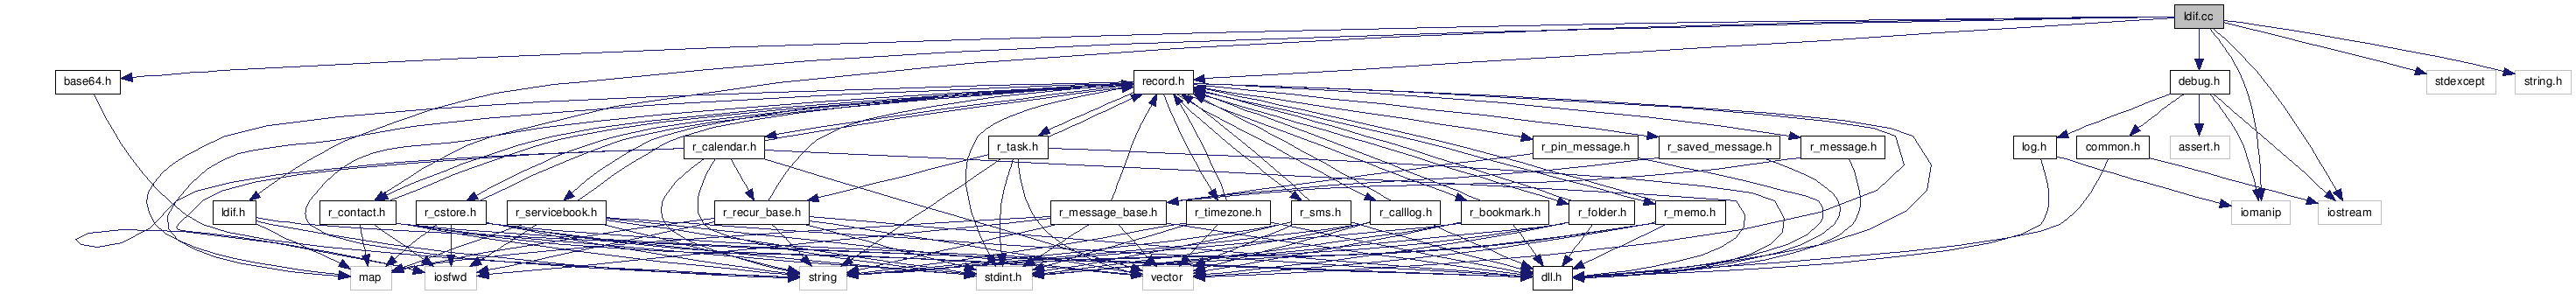 ldif.cc
base64.h
record.h
debug.h
stdexcept
string.h
r_calendar.h
r_task.h
r_pin_message.h
r_saved_message.h
r_message.h
log.h
common.h
assert.h
ldif.h
r_contact.h
r_cstore.h
r_servicebook.h
r_recur_base.h
r_message_base.h
r_timezone.h
r_sms.h
r_calllog.h
r_bookmark.h
r_folder.h
r_memo.h
iomanip
iostream
map
iosfwd
string
stdint.h
vector
dll.h